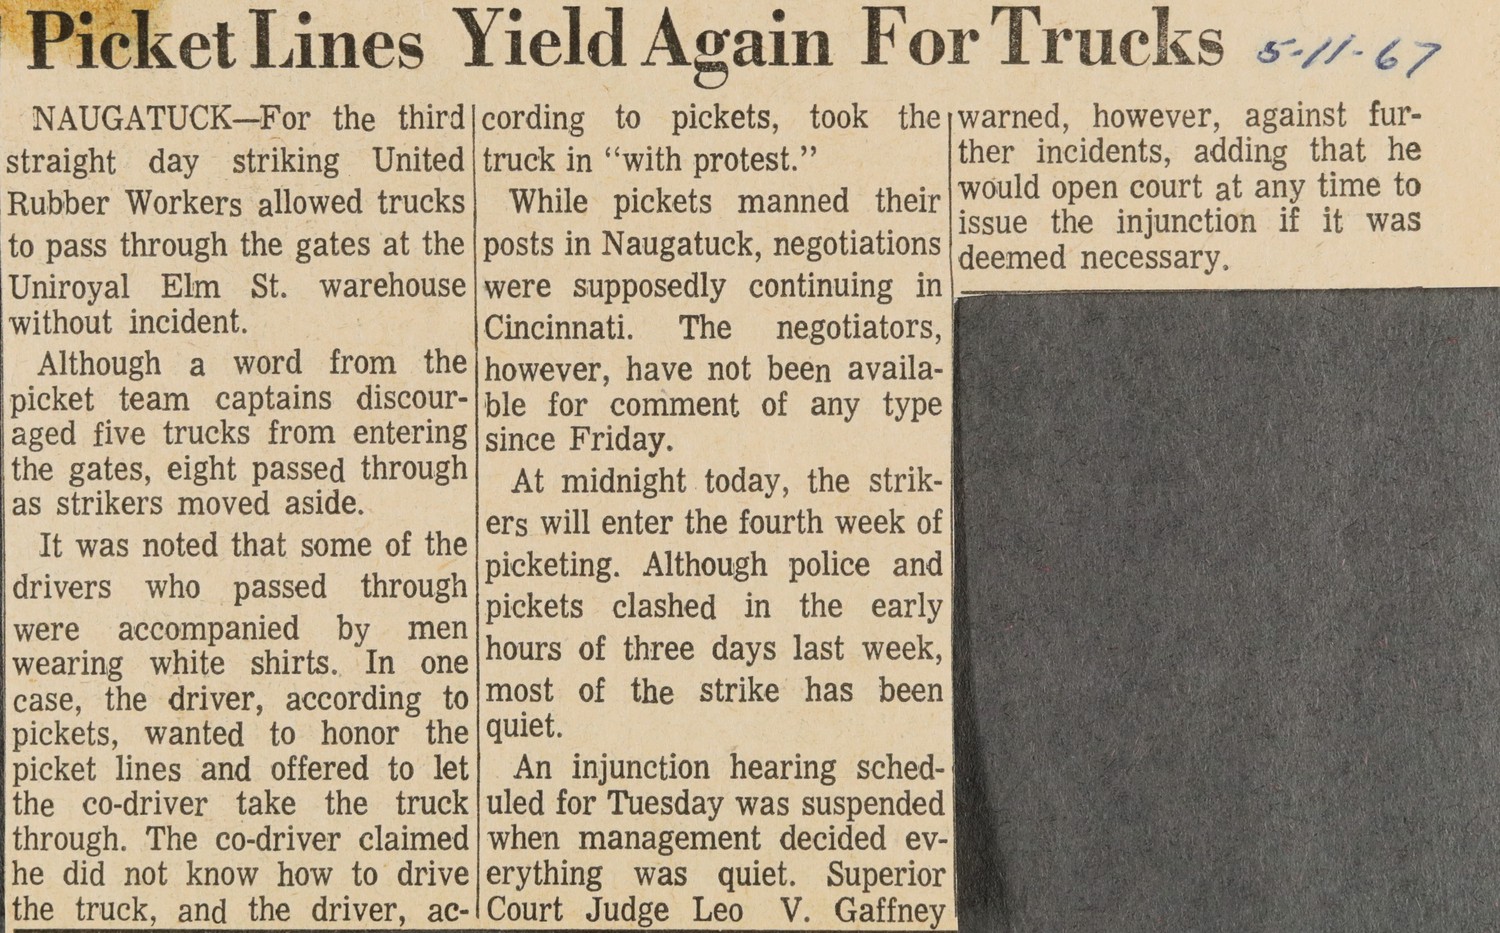 Picket Lines Yield Again For Trucks 5-11-67
NAUGATUCK—For the third
straight day striking United
Rubber Workers allowed trucks
to pass through the gates at the
Uniroyal Elm St. warehouse
without incident.
Although a word from the
picket team captains discour-
aged five trucks from entering
the gates, eight passed through
as strikers moved aside.
It was noted that some of the
drivers who passed through
were accompanied by men
wearing white shirts. In one
case, the driver, according to
pickets, wanted to honor the
picket lines and offered to let
the co-driver take the truck
through. The co-driver claimed
he did not know how to drive
the truck, and the driver, ac-
cording to pickets, took the
truck in "with protest."
While pickets manned their
posts in Naugatuck, negotiations
were supposedly continuing in
Cincinnati. The negotiators,
however, have not been availa-
ble for comment of any type
since Friday.
At midnight today, the strik-
ers will enter the fourth week of
picketing. Although police and
pickets clashed in the early
hours of three days last week,
most of the strike has been
quiet.
An injunction hearing sched-
uled for Tuesday was suspended
when management decided ev-
erything was quiet. Superior
Court Judge Leo V. Gaffney
warned, however, against fur-
ther incidents, adding that he
would open court at any time to
issue the injunction if it was
deemed necessary.